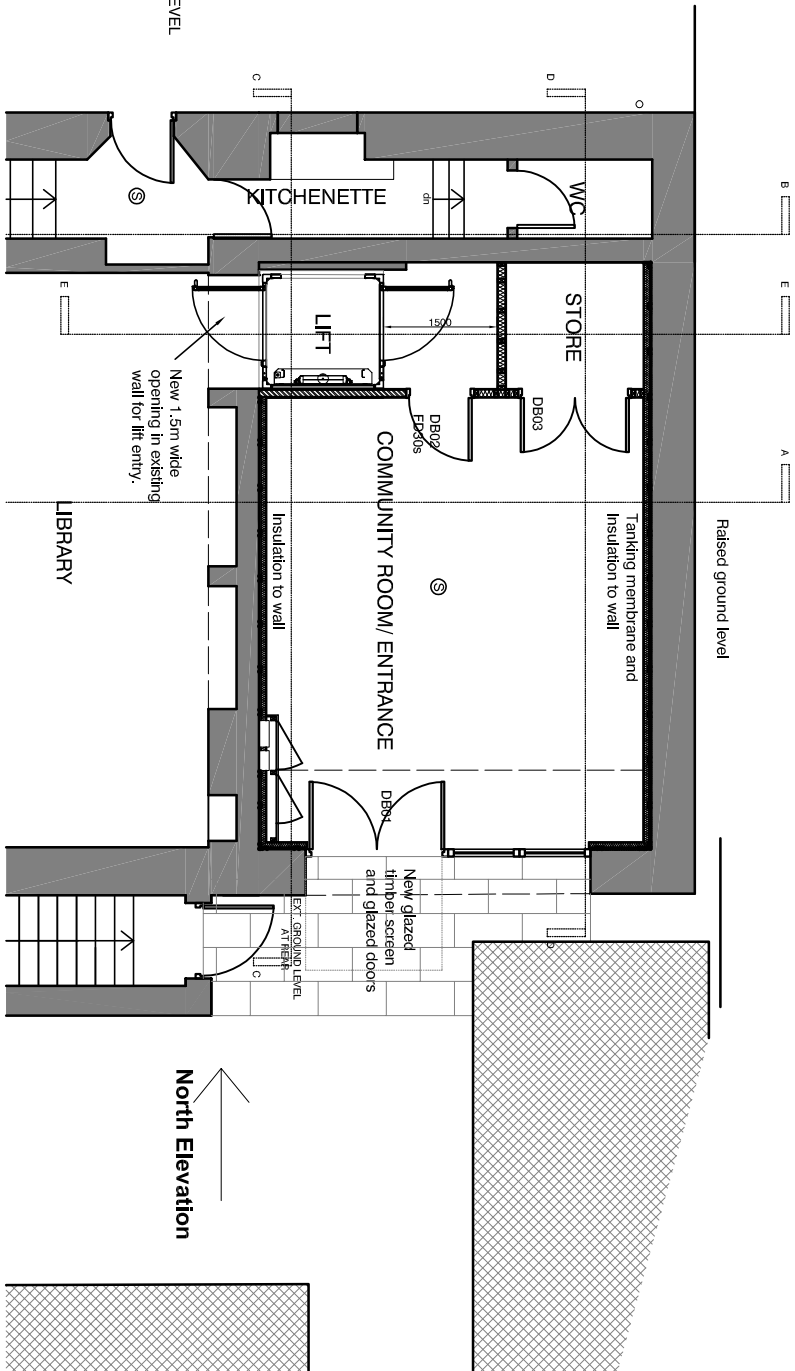 LEVEL
C
D
B
KITCHENETTE
dn
WC
S
E
E
LIFT
1500
STORE
New 1.5m wide
opening in existing
wall for lift entry.
DB02
FD30s
DB03
A
LIBRARY
Insulation to wall
COMMUNITY ROOM/ ENTRANCE
S
Tanking membrane and
Insulation to wall
Raised ground level
DB01
New glazed
timber screen
and glazed doors
EXT. GROUND LEVEL
AT REAR
C
D
North Elevation